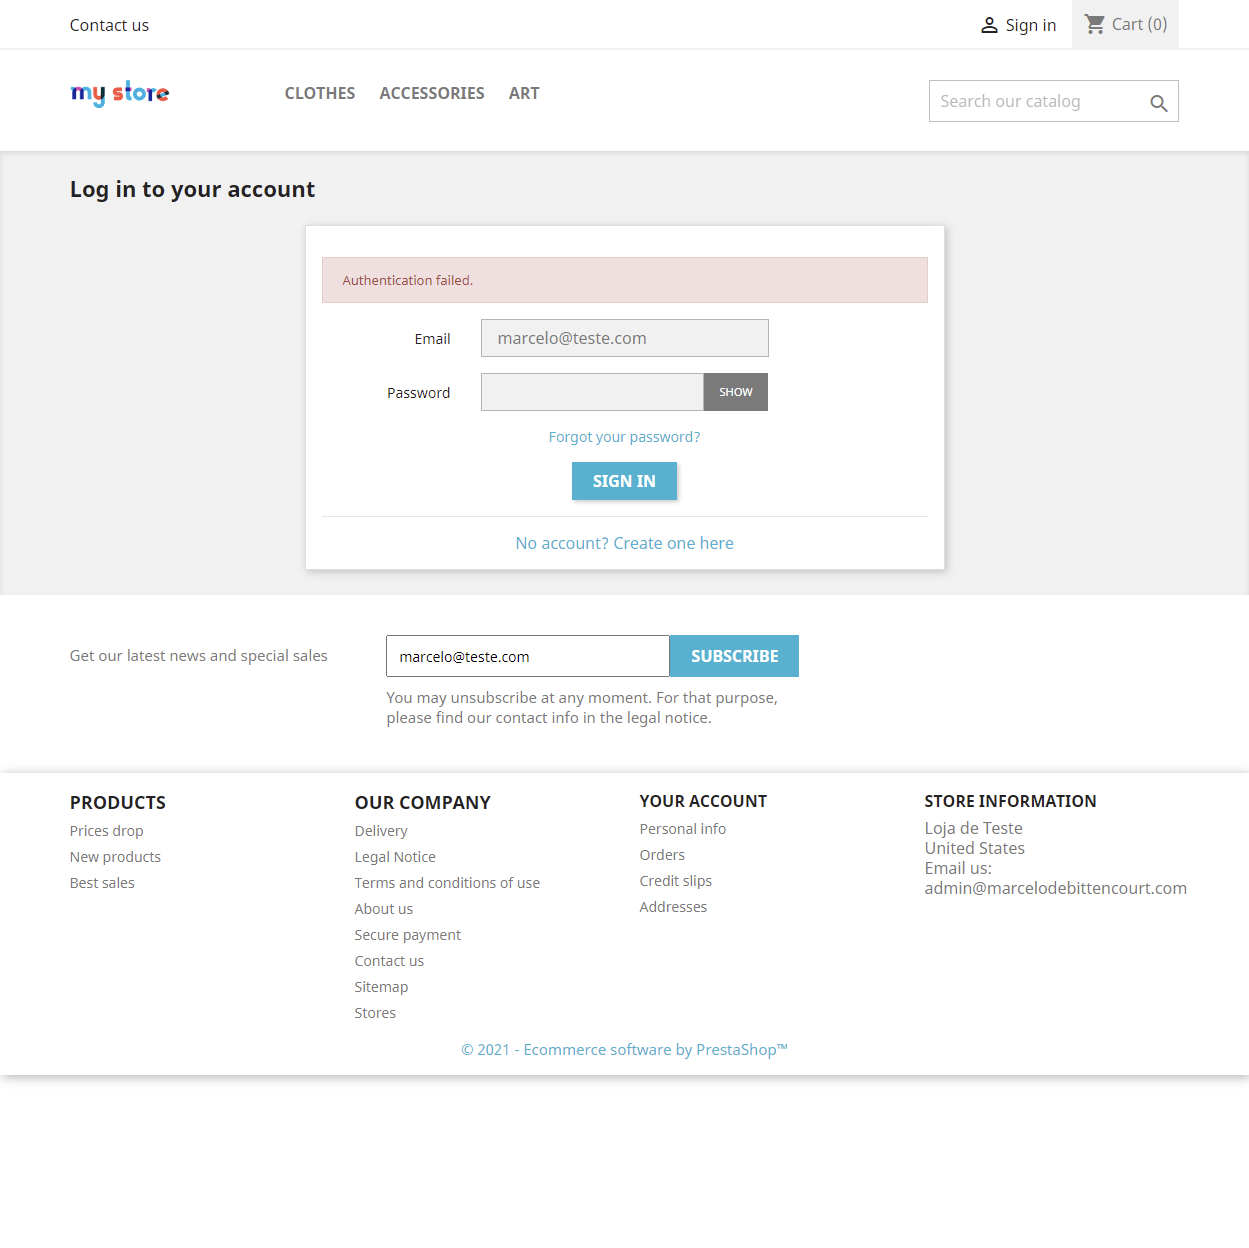 Contact us
Sign in
Cart (0)
my store
CLOTHES
ACCESSORIES
ART
Search our catalog
Log in to your account
Authentication failed.
Email
marcelo@teste.com
Password
SHOW
Forgot your password?
SIGN IN
No account? Create one here
Get our latest news and special sales
marcelo@teste.com
SUBSCRIBE
You may unsubscribe at any moment. For that purpose,
please find our contact info in the legal notice.
PRODUCTS
Prices drop
New products
Best sales
OUR COMPANY
Delivery
Legal Notice
Terms and conditions of use
About us
Secure payment
Contact us
Sitemap
Stores
YOUR ACCOUNT
Personal info
Orders
Credit slips
Addresses
STORE INFORMATION
Loja de Teste
United States
Email us:
admin@marcelodebittencourt.com
© 2021 - Ecommerce software by PrestaShop™